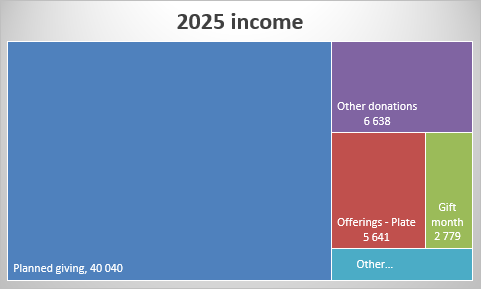 2025 income
Planned giving, 40 040
Other donations
6 638
Offerings - Plate
5 641
Gift
month
2 779
Other...